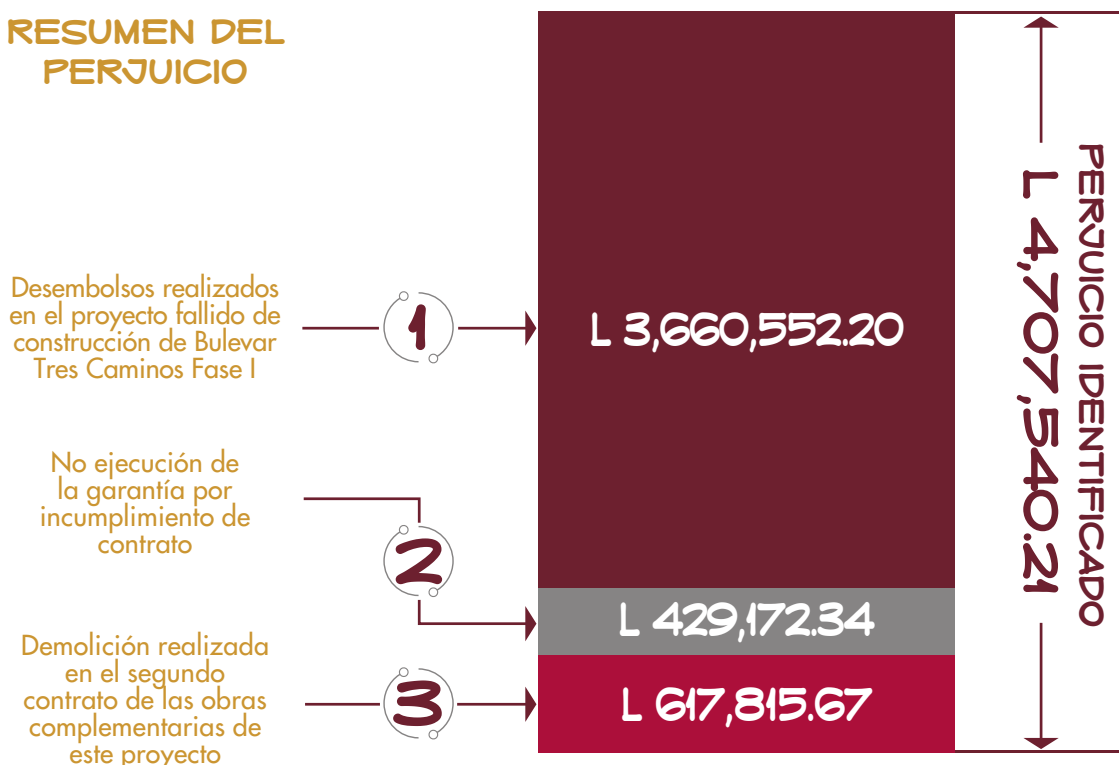 RESUMEN DEL
PERJUICIO
Desembolsos realizados
en el proyecto fallido de
construcción de Bulevar
Tres Caminos Fase I
1
L 3,660,552.20
No ejecución de
la garantía por
incumplimiento de
contrato
2
L 429,172.34
Demolición realizada
en el segundo
contrato de las obras
complementarias de
este proyecto
3
L 617,815.67
PERJUICIO IDENTIFICADO
L 4,707,540.21